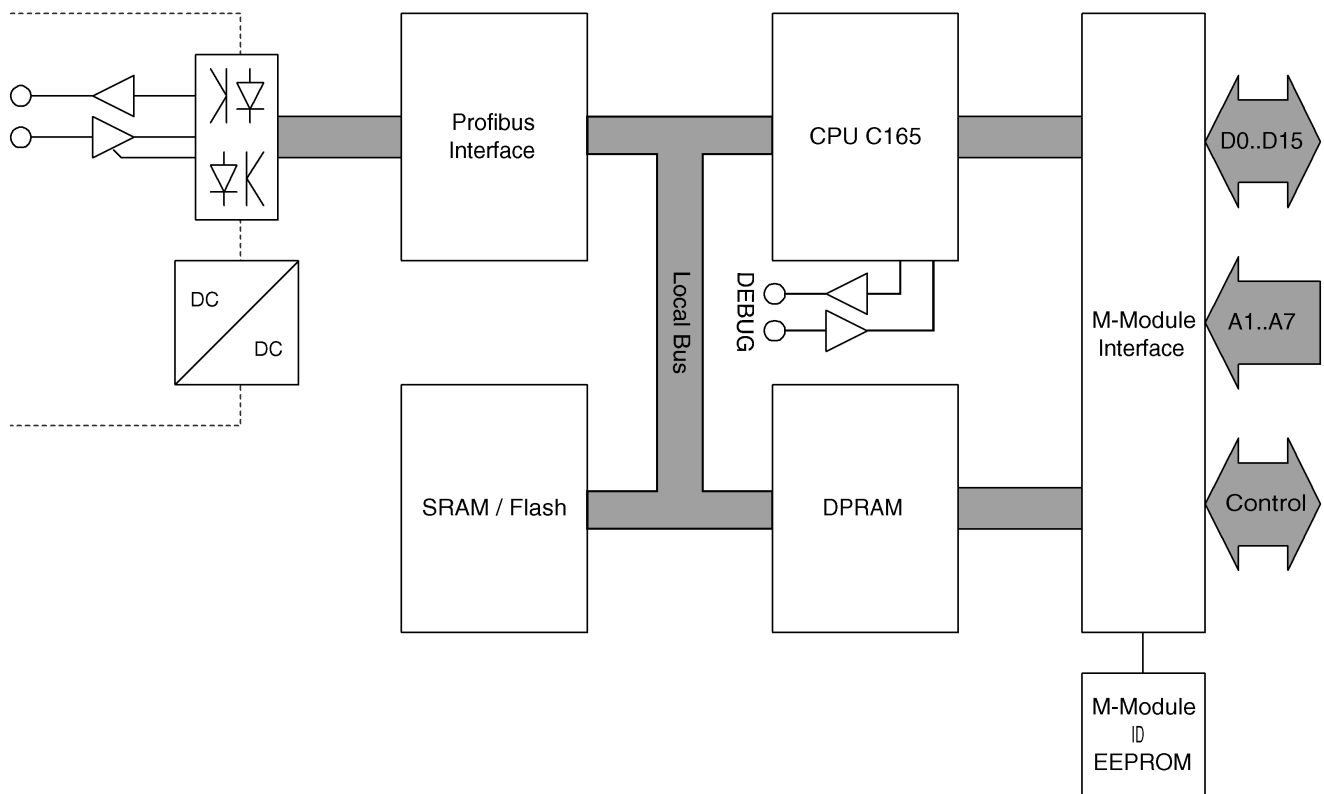 Profibus
Interface
CPU C165
D0..D15
DC
DC
Local Bus
DEBUG
M-Module
Interface
A1..A7
SRAM / Flash
DPRAM
Control
M-Module
ID
EEPROM